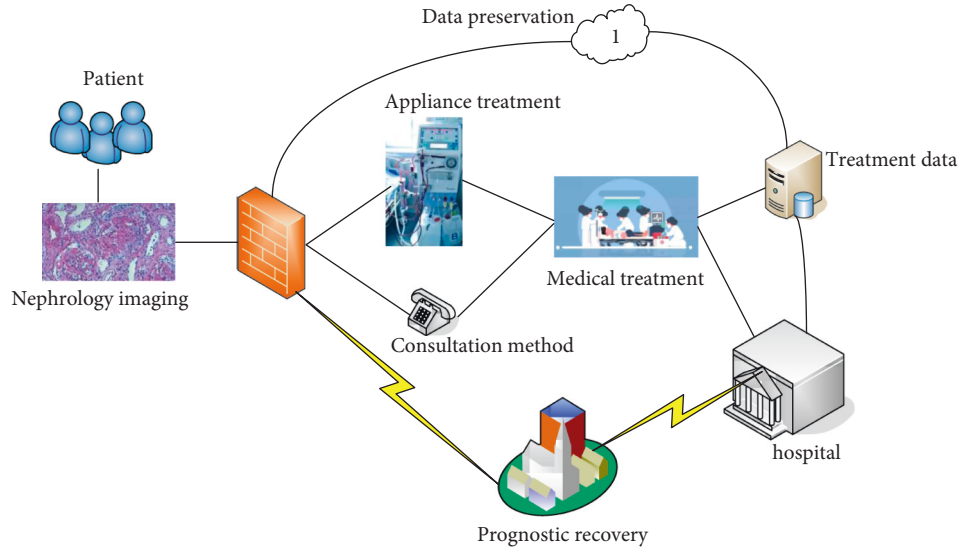 Data preservation
1
Patient
Appliance treatment
Treatment data
Medical treatment
Nephrology imaging
Consultation method
hospital
Prognostic recovery